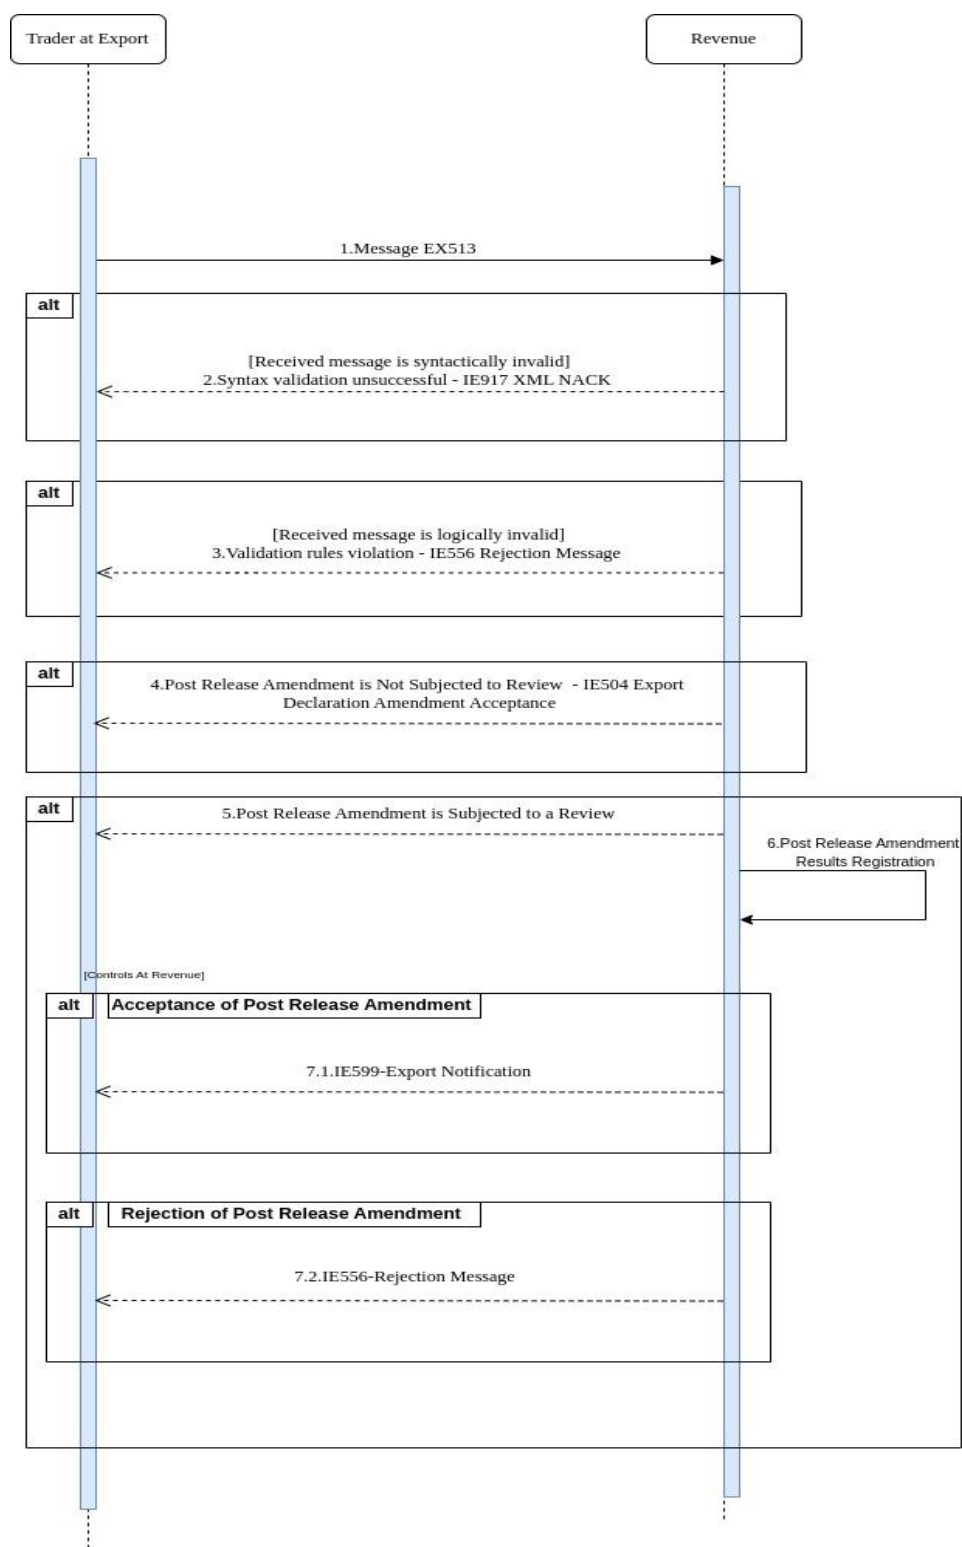 Trader at Export
Revenue
1.Message EX513
alt
[Received message is syntactically invalid]
2.Syntax validation unsuccessful - IE917 XML NACK
alt
[Received message is logically invalid]
3.Validation rules violation - IE556 Rejection Message
alt
4.Post Release Amendment is Not Subjected to Review - IE504 Export
Declaration Amendment Acceptance
alt
5.Post Release Amendment is Subjected to a Review
6.Post Release Amendment
Results Registration
[Controls At Revenue]
alt
Acceptance of Post Release Amendment
7.1.IE599-Export Notification
alt
Rejection of Post Release Amendment
7.2.IE556-Rejection Message